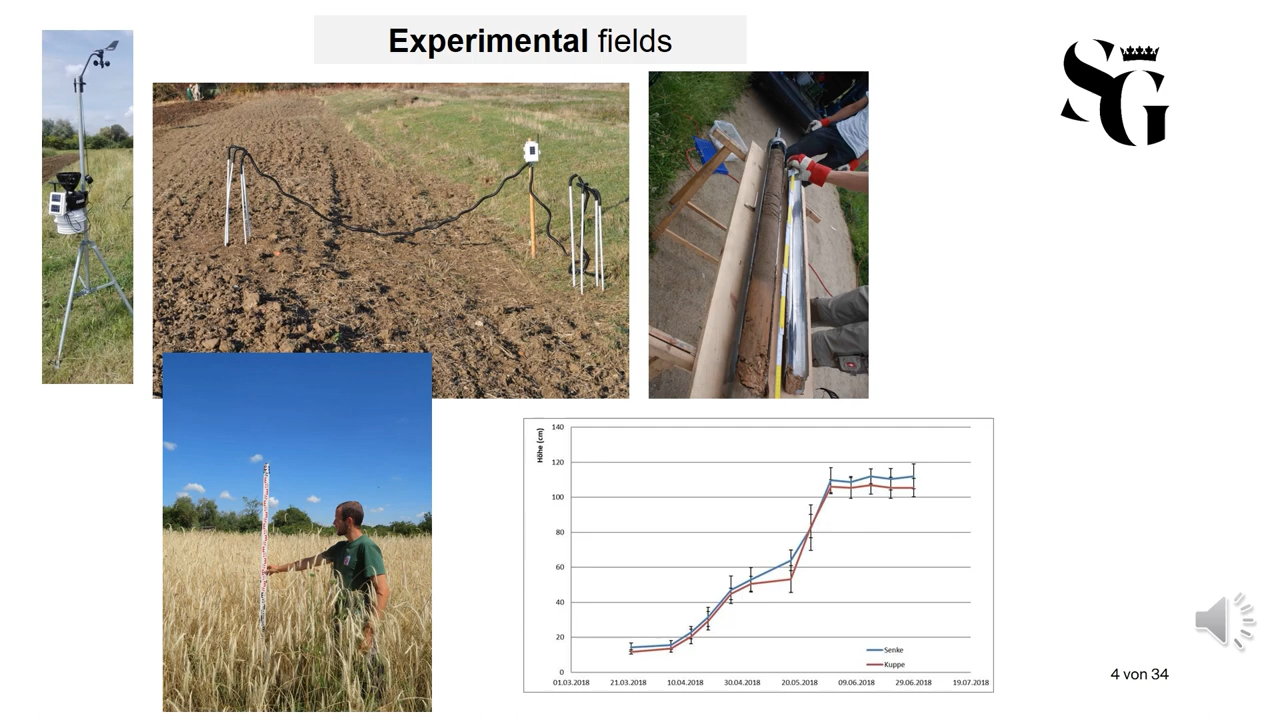 Experimental fields
SG
Höhe (cm)
140
120
100
80
60
40
20
0
01.03.2018 21.03.2018 10.04.2018 30.04.2018 20.05.2018 09.06.2018 29.06.2018 19.07.2018
Senke
Kuppe
4 von 34